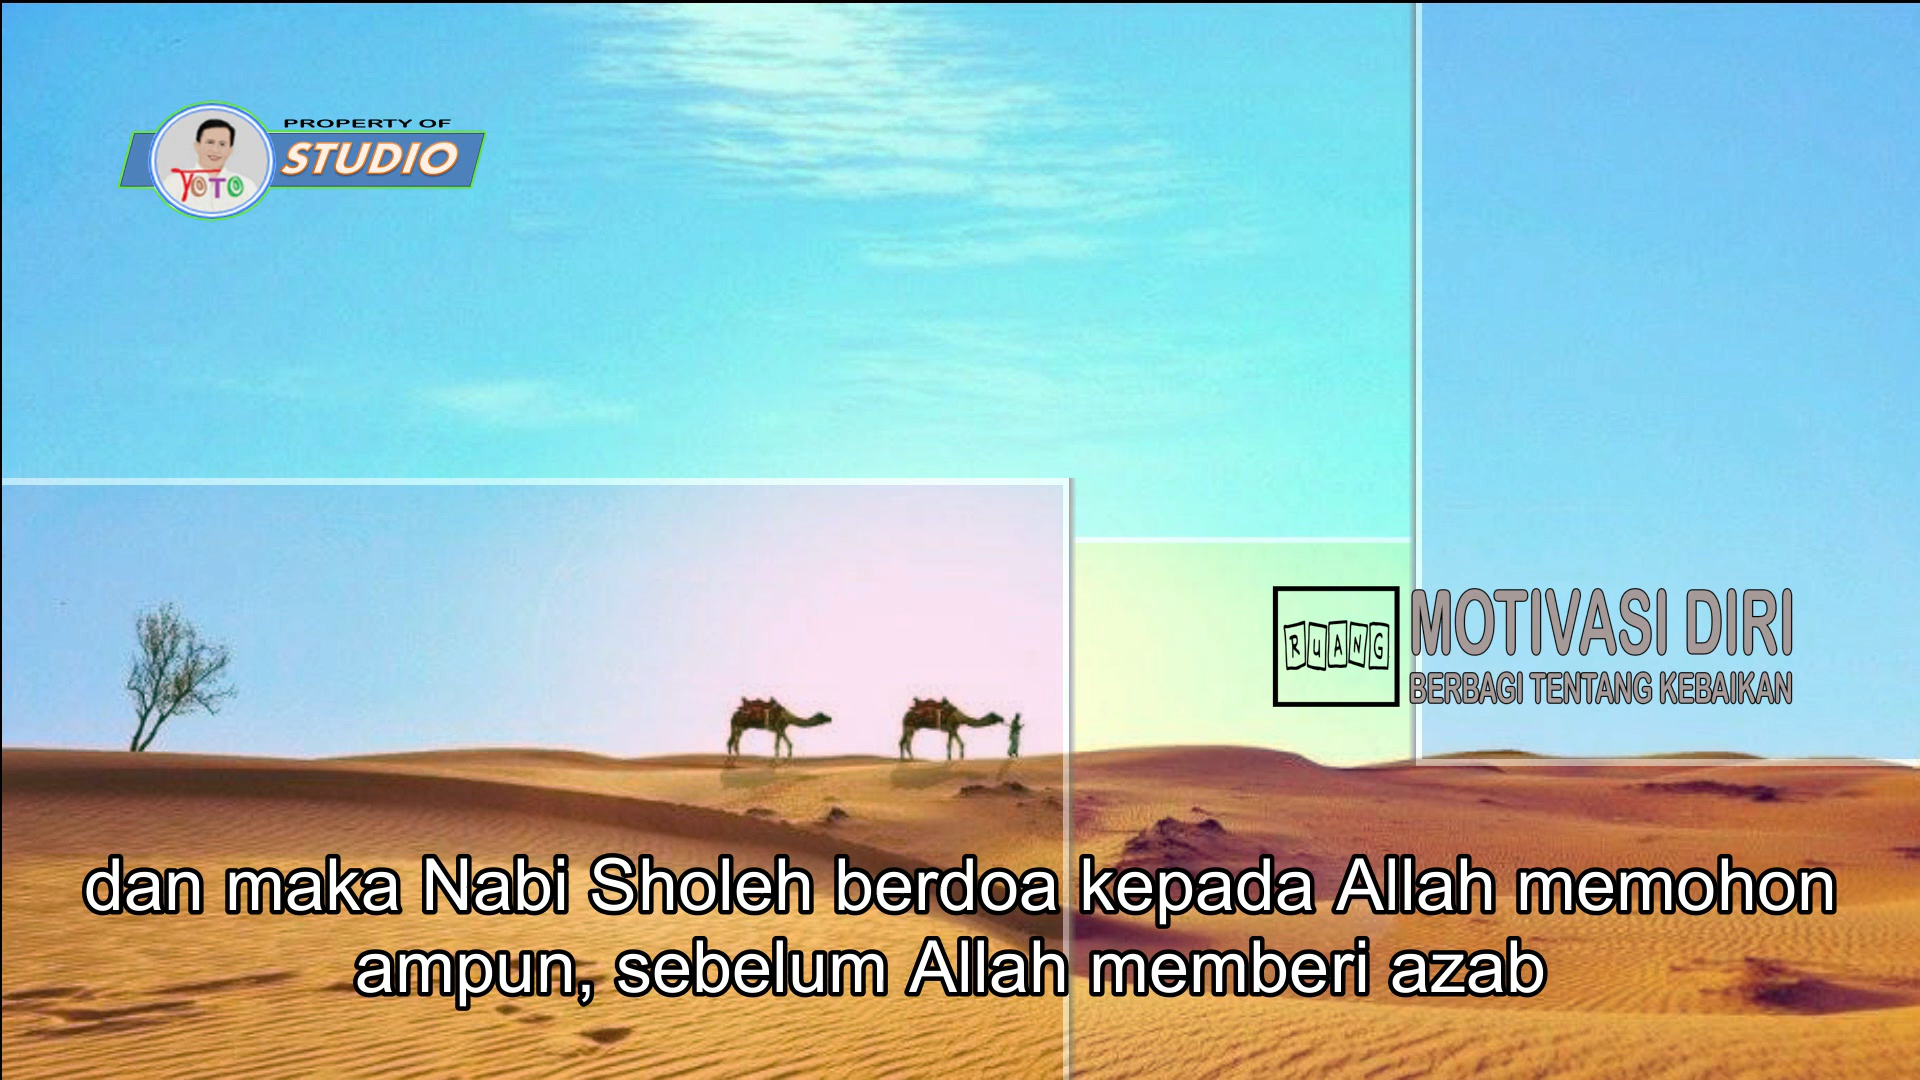 PROPERTY OF
STUDIO
YOTO
RUANG
MOTIVASI DIRI
BERBAGI TENTANG KEBAIKAN
dan maka Nabi Sholeh berdoa kepada Allah memohon
ampun, sebelum Allah memberi azab